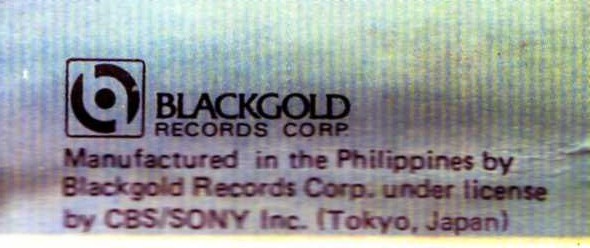 BLACKGOLD
RECORDS CORP.
Manufactured in the Philippines by
Blackgold Records Corp. under license
by CBS/SONY Inc. (Tokyo, Japan)